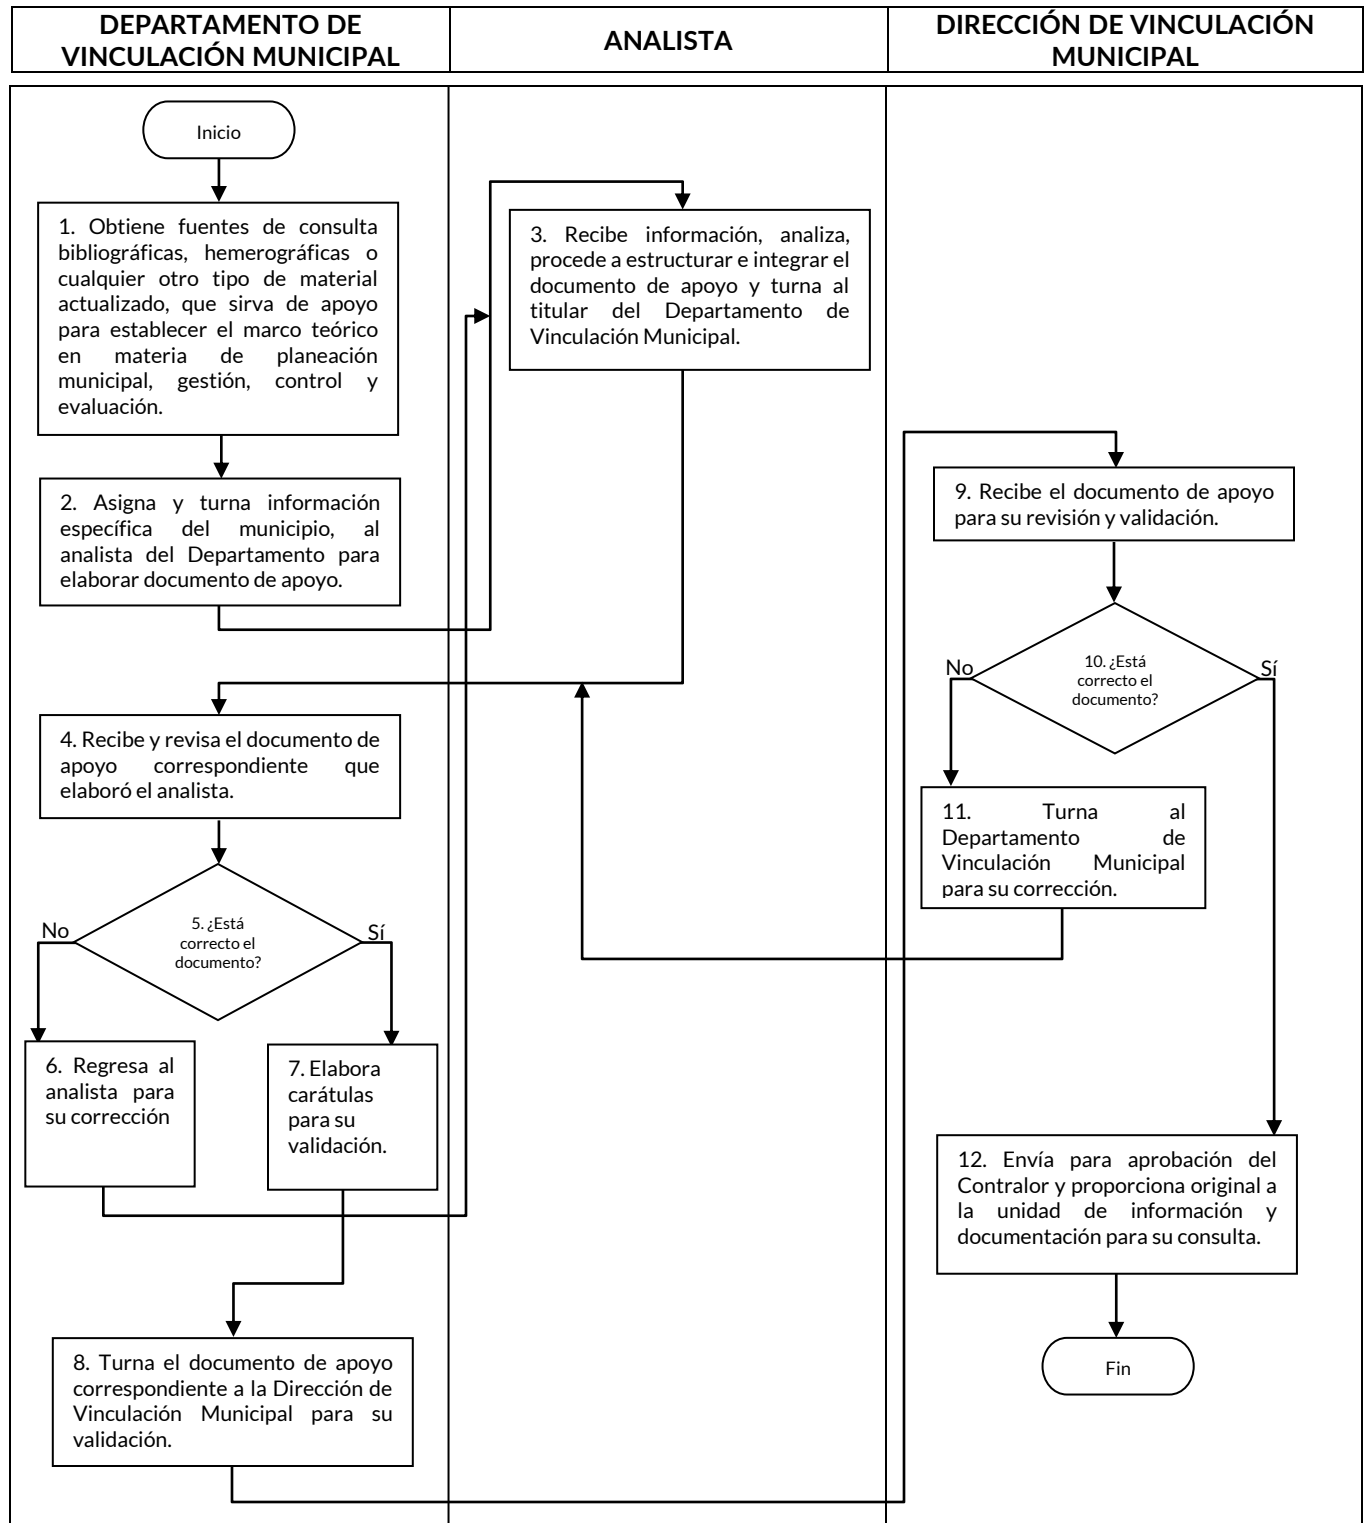 DEPARTAMENTO DE
VINCULACIÓN MUNICIPAL
ANALISTA
DIRECCIÓN DE VINCULACIÓN
MUNICIPAL
Inicio
1. Obtiene fuentes de consulta
bibliográficas, hemerográficas o
cualquier otro tipo de material
actualizado, que sirva de apoyo
para establecer el marco teórico
en materia de planeación
municipal, gestión, control y
evaluación.
2. Asigna y turna información
específica del municipio, al
analista del Departamento para
elaborar documento de apoyo.
3. Recibe información, analiza,
procede a estructurar e integrar el
documento de apoyo y turna al
titular del Departamento de
Vinculación Municipal.
4. Recibe y revisa el documento de
apoyo correspondiente que
elaboró el analista.
5. ¿Está
correcto el
documento?
No
Sí
6. Regresa al
analista para
su corrección
7. Elabora
carátulas
para su
validación.
8. Turna el documento de apoyo
correspondiente a la Dirección de
Vinculación Municipal para su
validación.
9. Recibe el documento de apoyo
para su revisión y validación.
10. ¿Está
correcto el
documento?
No
Sí
11. Turna al
Departamento de
Vinculación Municipal
para su corrección.
12. Envía para aprobación del
Contralor y proporciona original a
la unidad de información y
documentación para su consulta.
Fin